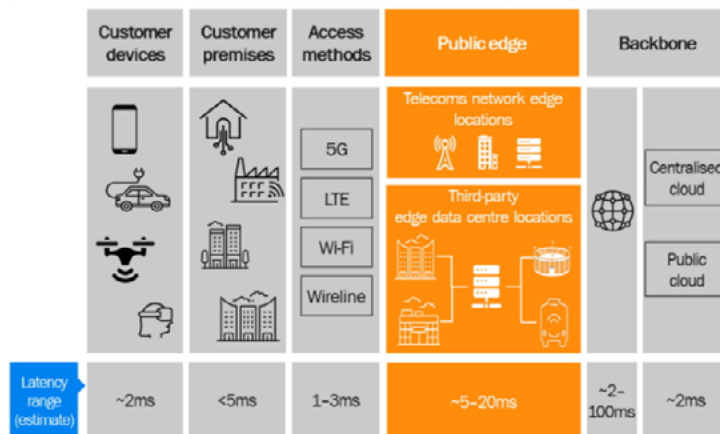 Customer
devices
Customer
premises
Access
methods
Public edge
Backbone
Telecoms network edge
locations
5G
LTE
Wi-Fi
Wireline
Third-party
edge data centre locations
Centralised
cloud
Public
cloud
Latency
range
(estimate)
~2ms
<5ms
1–3ms
~5–20ms
~2–
100ms
~2ms